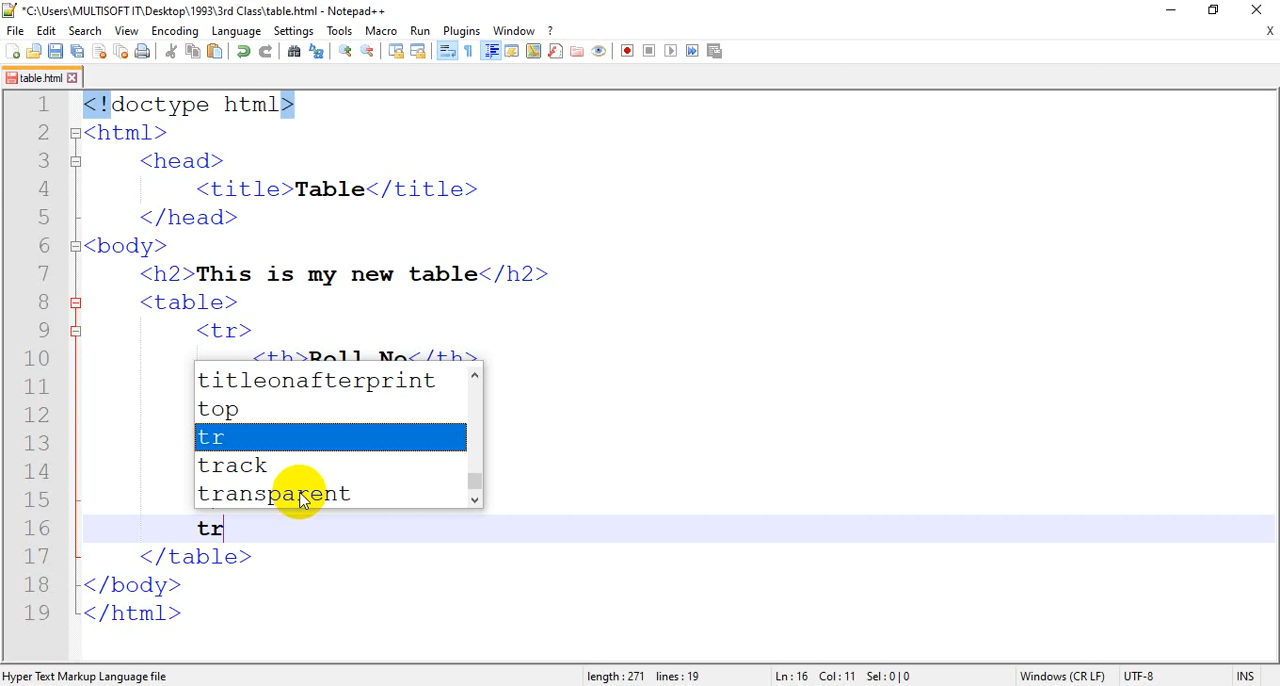 *C:\Users\MULTISOFT IT\Desktop\1993\3rd Class\table.html - Notepad++
File Edit Search View Encoding Language Settings Tools Macro Run Plugins Window ? X
table.html
1 <!doctype html>
2 <html>
3 <head>
4 <title>Table</title>
5 </head>
6 <body>
7 <h2>This is my new table</h2>
8 <table>
9 <tr>
10 <th>Roll No</th>
11 titleonafterprint
12 top
13 tr
14 track
15 transparent
16 tr
17 </table>
18 </body>
19 </html>
Hyper Text Markup Language file length : 271 lines : 19 Ln : 16 Col : 11 Sel : 0 | 0 Windows (CR LF) UTF-8 INS